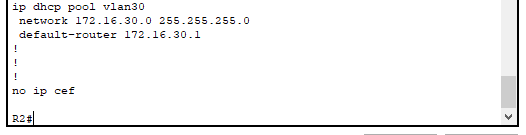 ip dhcp pool vlan30
network 172.16.30.0 255.255.255.0
default-router 172.16.30.1
!
!
!
no ip cef
R2#